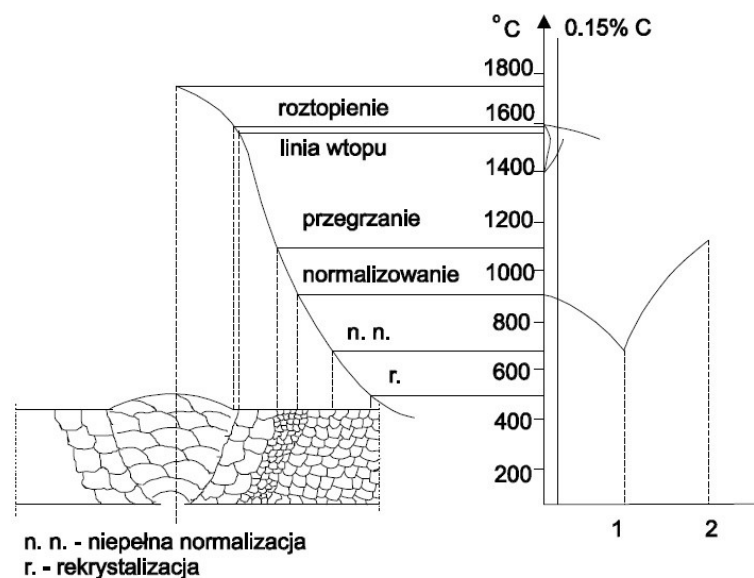 °C 0.15% C
1800
roztopienie
1600
linia wtopu
1400
przegrzanie
1200
normalizowanie
1000
n. n.
800
r.
600
400
200
1 2
n. n. - niepełna normalizacja
r. - rekrystalizacja